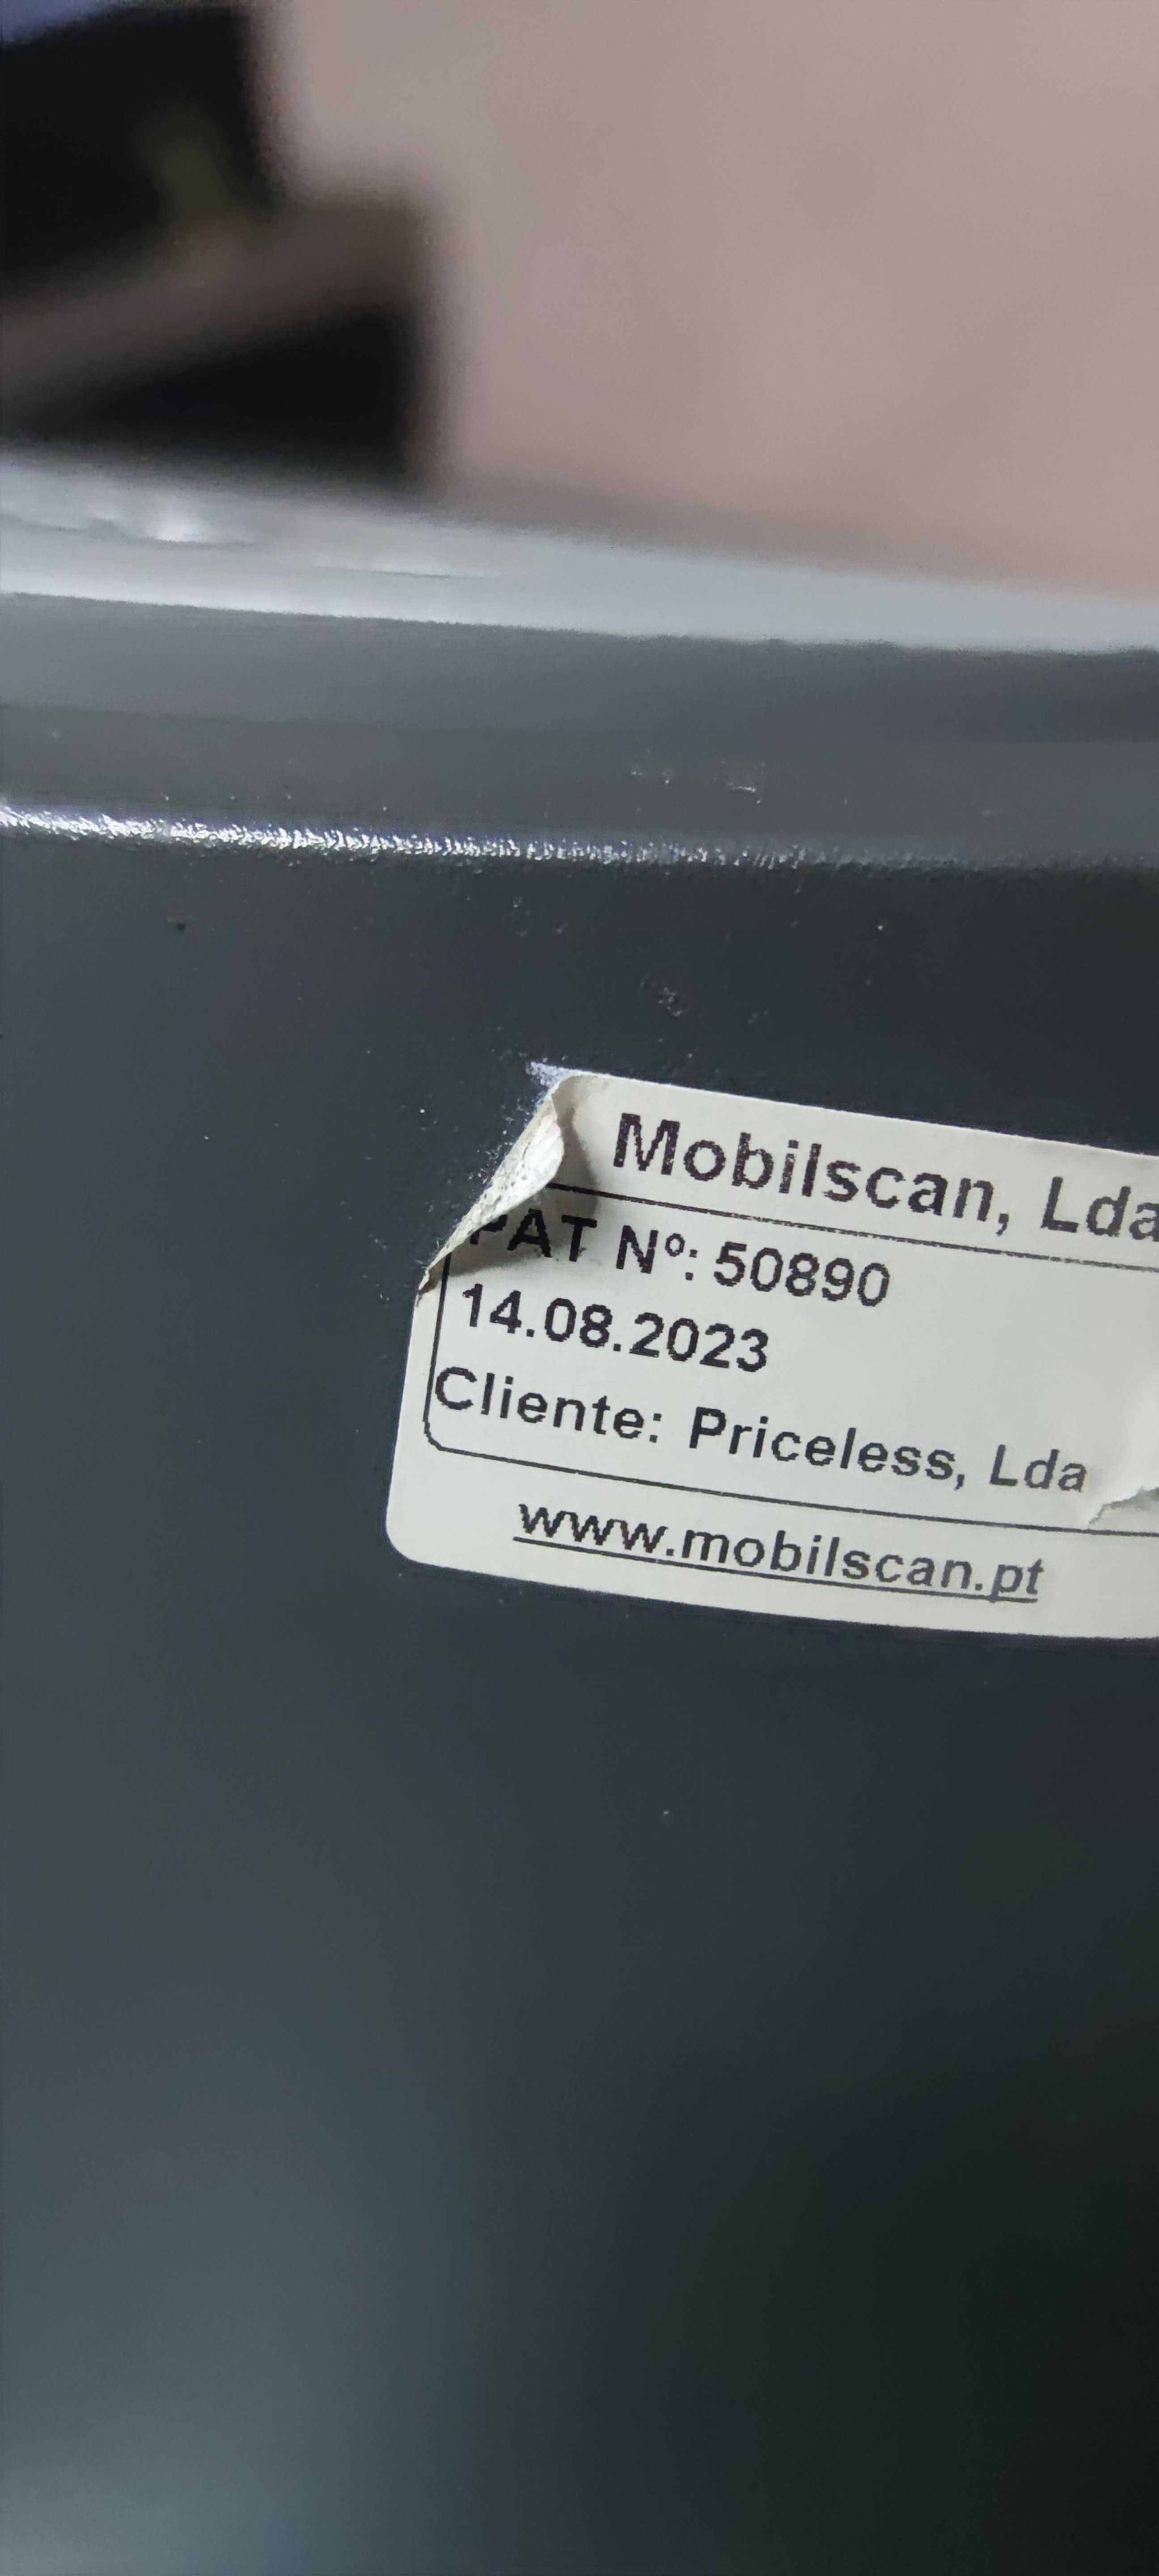 Mobilscan, Lda
PAT Nº: 50890
14.08.2023
Cliente: Priceless, Lda
www.mobilscan.pt